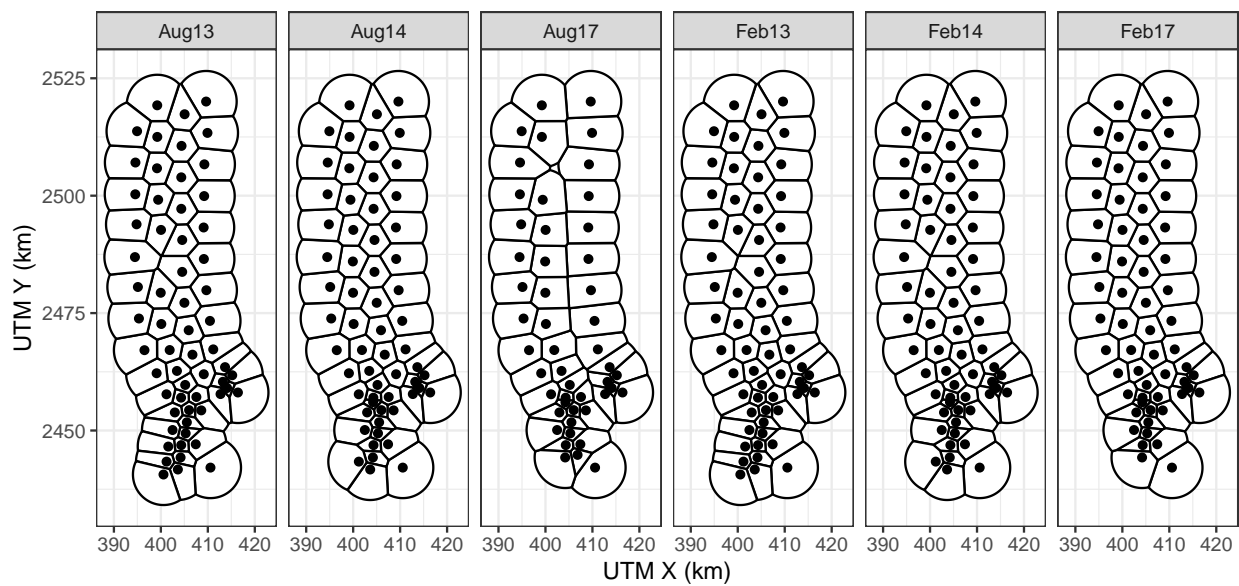 Aug13 Aug14 Aug17 Feb13 Feb14 Feb17
2525
2500
2475
2450
UTM Y (km)
390 400 410 420 390 400 410 420 390 400 410 420 390 400 410 420 390 400 410 420 390 400 410 420
UTM X (km)